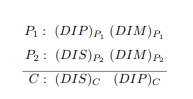 P₁ : (DIP)P₁ (DIM)P₁
P₂ : (DIS)P₂ (DIM)P₂
C : (DIS)C (DIP)C